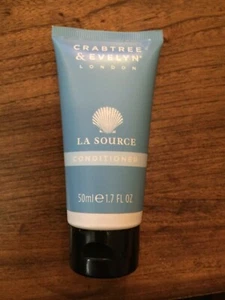 CRABTREE
& EVELYN®
LONDON
LA SOURCE
CONDITIONER
50ml℮1.7 FL OZ